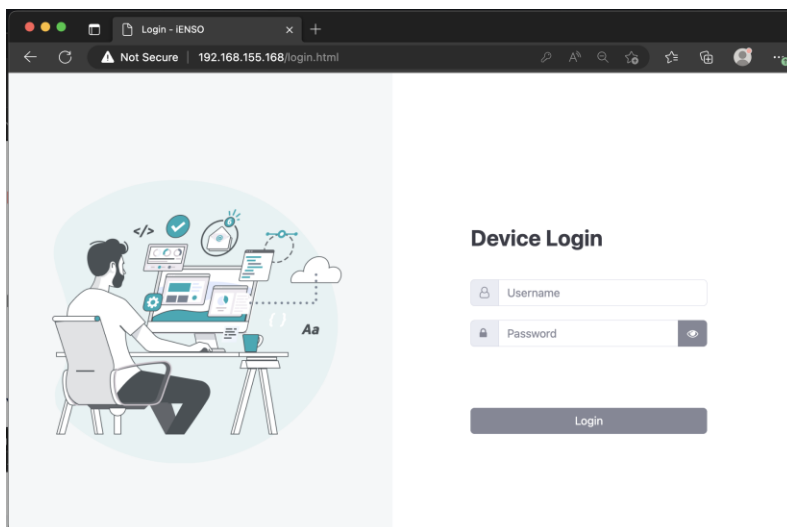 Login - iENSO
Not Secure | 192.168.155.168/login.html
</>
Aa
Device Login
Username
Password
Login